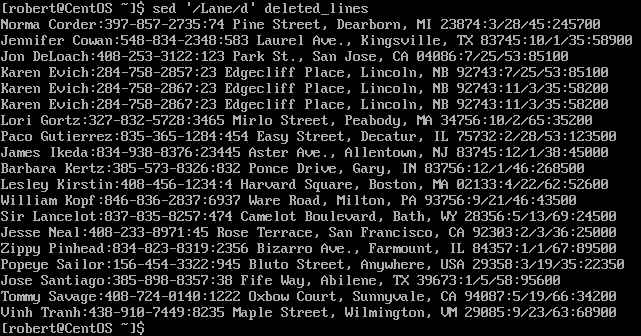 [robert@CentOS ~]$ sed '/Lane/d' deleted_lines
Norma Corder:397-857-2735:74 Pine Street, Dearborn, MI 23874:3/28/45:245700
Jennifer Cowan:548-834-2348:583 Laurel Ave., Kingsville, TX 83745:10/1/35:58900
Jon DeLoach:408-253-3122:123 Park St., San Jose, CA 04086:7/25/53:85100
Karen Evich:284-758-2857:23 Edgecliff Place, Lincoln, NB 92743:7/25/53:85100
Karen Evich:284-758-2867:23 Edgecliff Place, Lincoln, NB 92743:11/3/35:58200
Karen Evich:284-758-2867:23 Edgecliff Place, Lincoln, NB 92743:11/3/35:58200
Lori Gortz:327-832-5728:3465 Mirlo Street, Peabody, MA 34756:10/2/65:35200
Paco Gutierrez:835-365-1284:454 Easy Street, Decatur, IL 75732:2/28/53:123500
James Ikeda:834-938-8376:23445 Aster Ave., Allentown, NJ 83745:12/1/38:45000
Barbara Kertz:385-573-8326:832 Ponce Drive, Gary, IN 83756:12/1/46:268500
Lesley Kirstin:408-456-1234:4 Harvard Square, Boston, MA 02133:4/22/62:52600
William Kopf:846-836-2837:6937 Ware Road, Milton, PA 93756:9/21/46:43500
Sir Lancelot:837-835-8257:474 Camelot Boulevard, Bath, WY 28356:5/13/69:24500
Jesse Neal:408-233-8971:45 Rose Terrace, San Francisco, CA 92303:2/3/36:25000
Zippy Pinhead:834-823-8319:2356 Bizarro Ave., Farmount, IL 84357:1/1/67:89500
Popeye Sailor:156-454-3322:945 Bluto Street, Anywhere, USA 29358:3/19/35:22350
Jose Santiago:385-898-8357:38 Fife Way, Abilene, TX 39673:1/5/58:95600
Tommy Savage:408-724-0140:1222 Oxbow Court, Sunnyvale, CA 94087:5/19/66:34200
Vinh Tranh:438-910-7449:8235 Maple Street, Wilmington, VM 29085:9/23/63:68900
[robert@CentOS ~]$